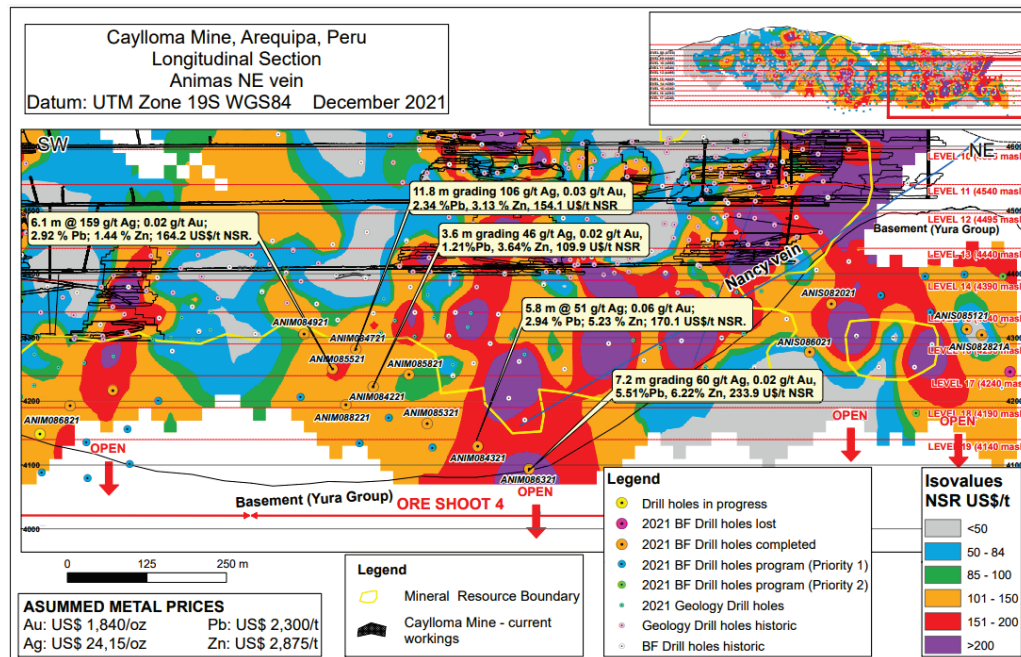 Caylloma Mine, Arequipa, Peru
Longitudinal Section
Animas NE vein
Datum: UTM Zone 19S WGS84 December 2021
SW
NE
LEVEL 11 (4540 masl
LEVEL 12 (4495 masl
Basement (Yura Group)
LEVEL 13 (4440 masl
LEVEL 14 (4390 masl
LEVEL 17 (4240 masl
LEVEL 18 (4190 masl
LEVEL 19 (4140 masl
4600
4300
4200
4100
4000
11.8 m grading 106 g/t Ag, 0.03 g/t Au,
2.34 %Pb, 3.13 % Zn, 154.1 U$/t NSR
6.1 m @ 159 g/t Ag; 0.02 g/t Au;
2.92 % Pb; 1.44 % Zn; 164.2 US$/t NSR.
3.6 m grading 46 g/t Ag, 0.02 g/t Au,
1.21%Pb, 3.64% Zn, 109.9 U$/t NSR
Nancy vein
5.8 m @ 51 g/t Ag; 0.06 g/t Au;
2.94 % Pb; 5.23 % Zn; 170.1 US$/t NSR.
7.2 m grading 60 g/t Ag, 0.02 g/t Au,
5.51%Pb, 6.22% Zn, 233.9 U$/t NSR
ANIS082021
ANIS085121
ANIM084921
ANIM084721
ANIS086021
ANIS082821A
ANIM085521
ANIM085821
ANIM084221
ANIM088221
ANIM085321
ANIM086821
ANIM084321
ANIM086321
OPEN
OPEN
OPEN
OPEN
Basement (Yura Group)
ORE SHOOT 4
0 125 250 m
ASUMMED METAL PRICES
Au: US$ 1,840/oz Pb: US$ 2,300/t
Ag: US$ 24,15/oz Zn: US$ 2,875/t
Legend
Mineral Resource Boundary
Caylloma Mine - current
workings
Legend
Drill holes in progress
2021 BF Drill holes lost
2021 BF Drill holes completed
2021 BF Drill holes program (Priority 1)
2021 BF Drill holes program (Priority 2)
2021 Geology Drill holes
Geology Drill holes historic
BF Drill holes historic
Isovalues
NSR US$/t
<50
50 - 84
85 - 100
101 - 150
151 - 200
>200